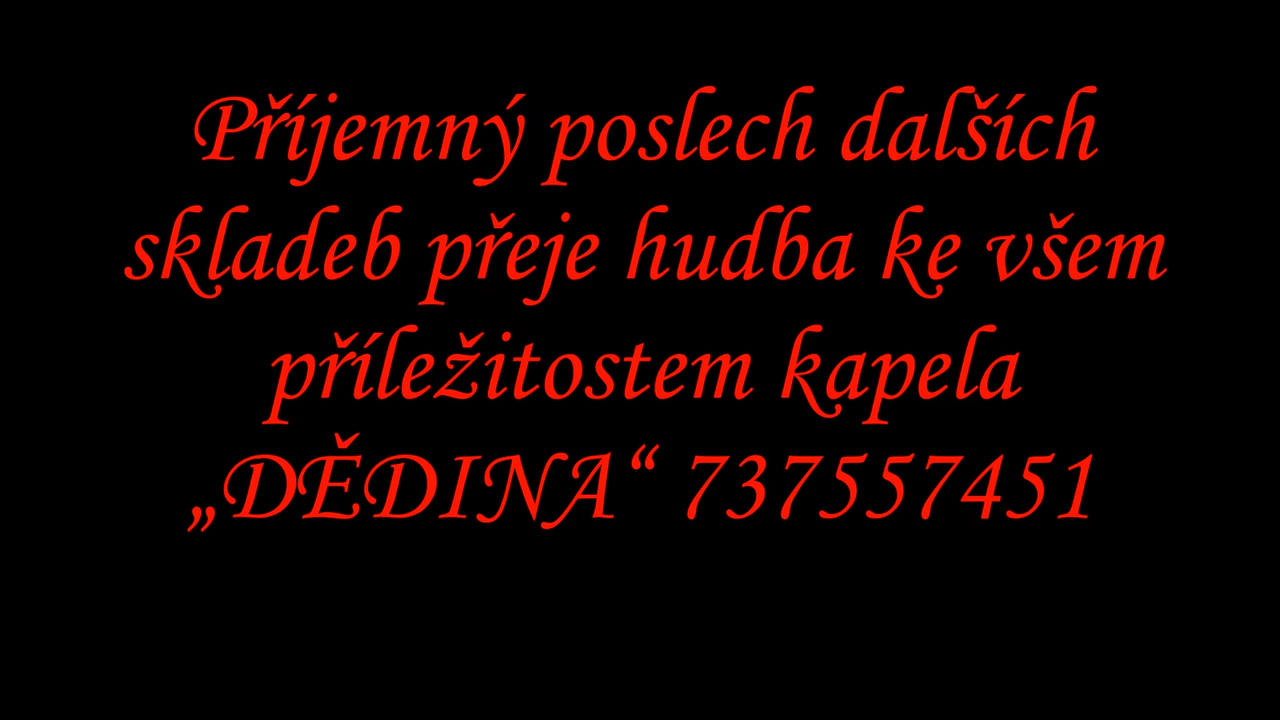 Příjemný poslech dalších
skladeb přeje hudba ke všem
příležitostem kapela
„DĚDINA“ 737557451